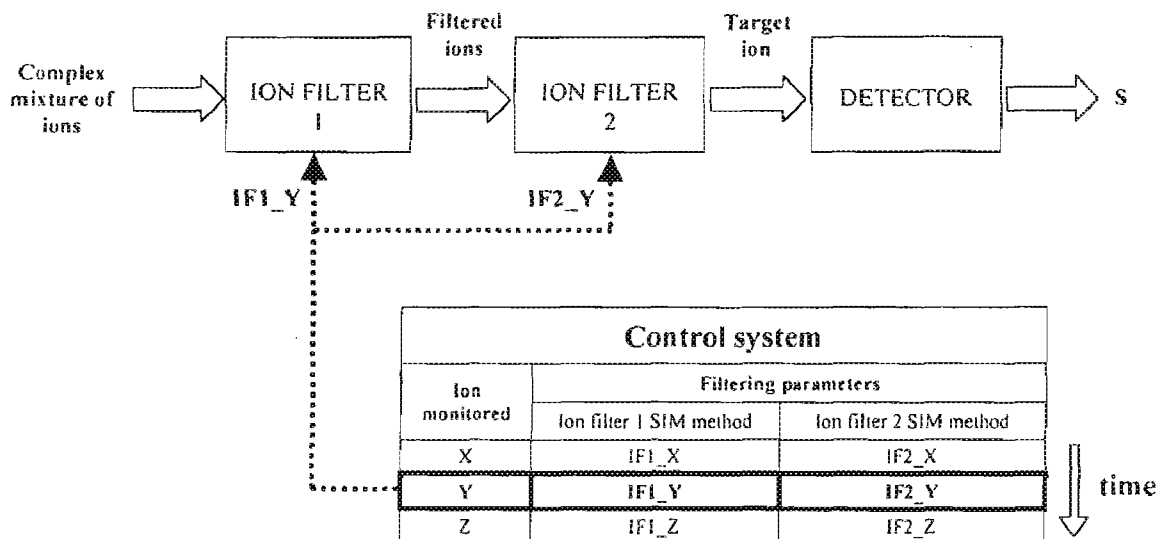 Complex
mixture of
ions
ION FILTER
1
Filtered
ions
ION FILTER
2
Target
ion
DETECTOR
S
IF1_Y
IF2_Y
Control system
Ion
monitored
Filtering parameters
Ion filter 1 SIM method
Ion filter 2 SIM method
X
IF1_X
IF2_X
Y
IF1_Y
IF2_Y
Z
IF1_Z
IF2_Z
time